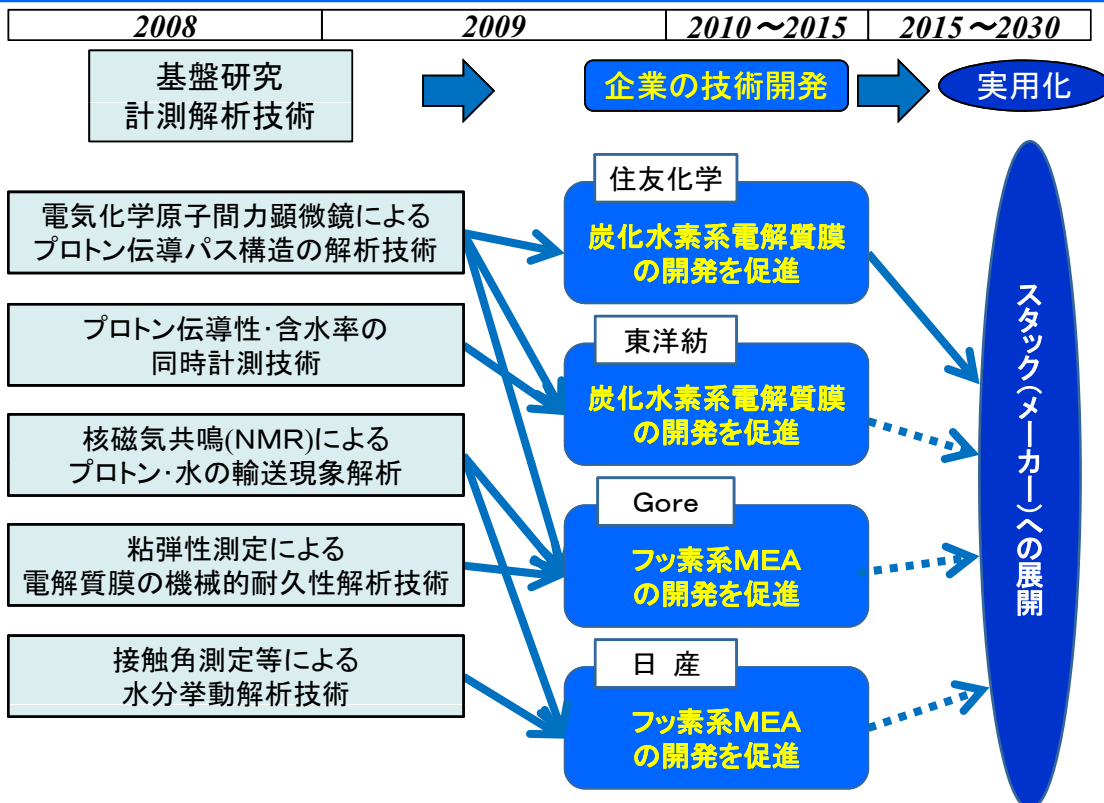 2008
2009
2010～2015
2015～2030
基盤研究
計測解析技術
企業の技術開発
実用化
電気化学原子間力顕微鏡による
プロトン伝導パス構造の解析技術
プロトン伝導性･含水率の
同時計測技術
核磁気共鳴(NMR)による
プロトン･水の輸送現象解析
粘弾性測定による
電解質膜の機械的耐久性解析技術
接触角測定等による
水分挙動解析技術
住友化学
炭化水素系電解質膜
の開発を促進
東洋紡
炭化水素系電解質膜
の開発を促進
Gore
フッ素系MEA
の開発を促進
日 産
フッ素系MEA
の開発を促進
スタック(メーカー)への展開